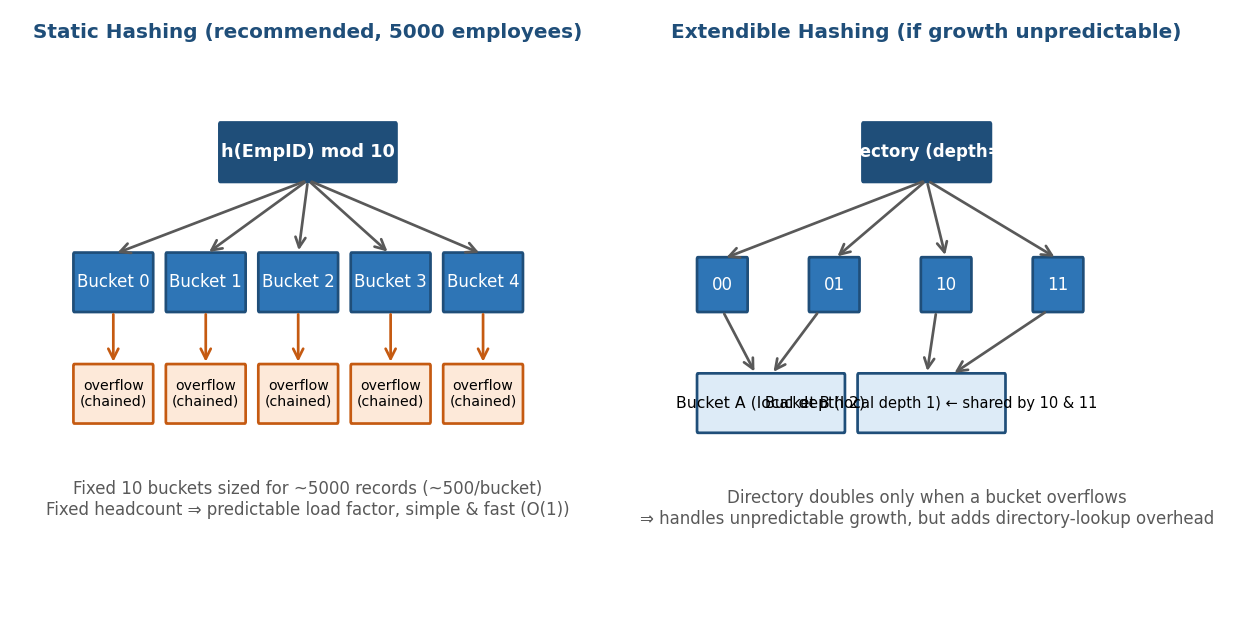 Static Hashing (recommended, 5000 employees)
h(EmpID) mod 10
Bucket 0
Bucket 1
Bucket 2
Bucket 3
Bucket 4
overflow
(chained)
overflow
(chained)
overflow
(chained)
overflow
(chained)
overflow
(chained)
Fixed 10 buckets sized for ~5000 records (~500/bucket)
Fixed headcount ⇒ predictable load factor, simple & fast (O(1))
Extendible Hashing (if growth unpredictable)
ectory (depth=
00
01
10
11
Bucket A (local depth 2)
Bucket B (local depth 1) ← shared by 10 & 11
Directory doubles only when a bucket overflows
⇒ handles unpredictable growth, but adds directory-lookup overhead